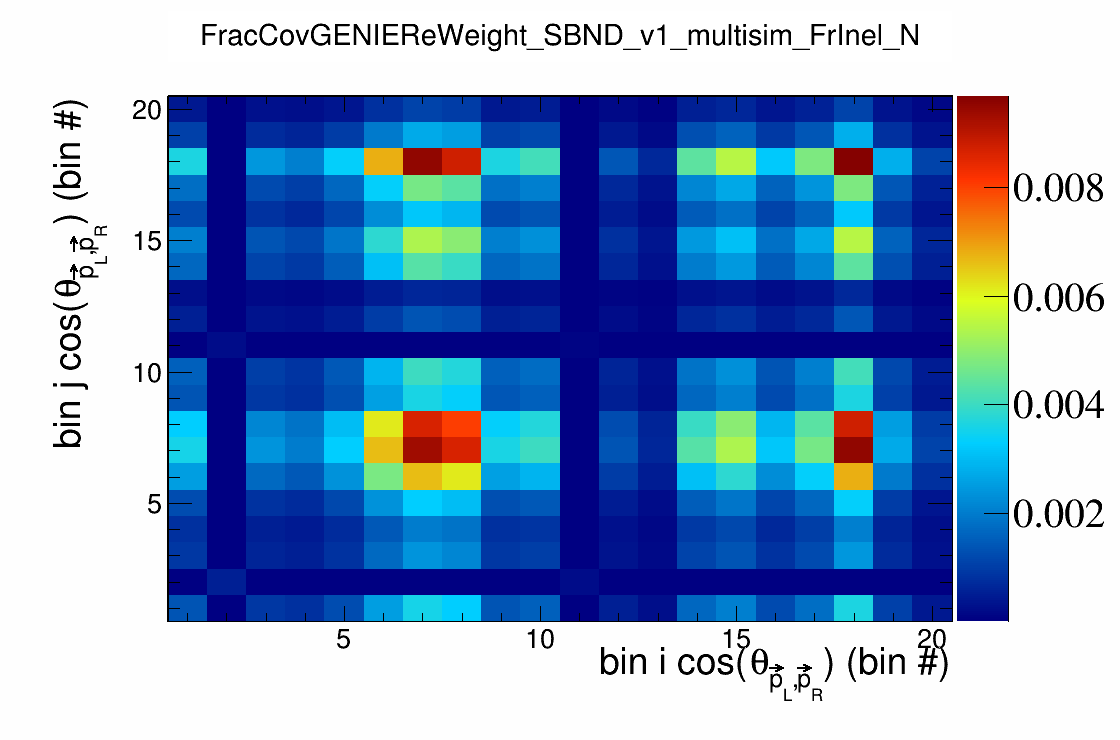 FracCovGENIEReWeight_SBND_v1_multisim_FrInel_N
bin j cos(θp⃗L,p⃗R) (bin #)
20
15
10
5
0.008
0.006
0.004
0.002
5 10 15 20
bin i cos(θp⃗L,p⃗R) (bin #)